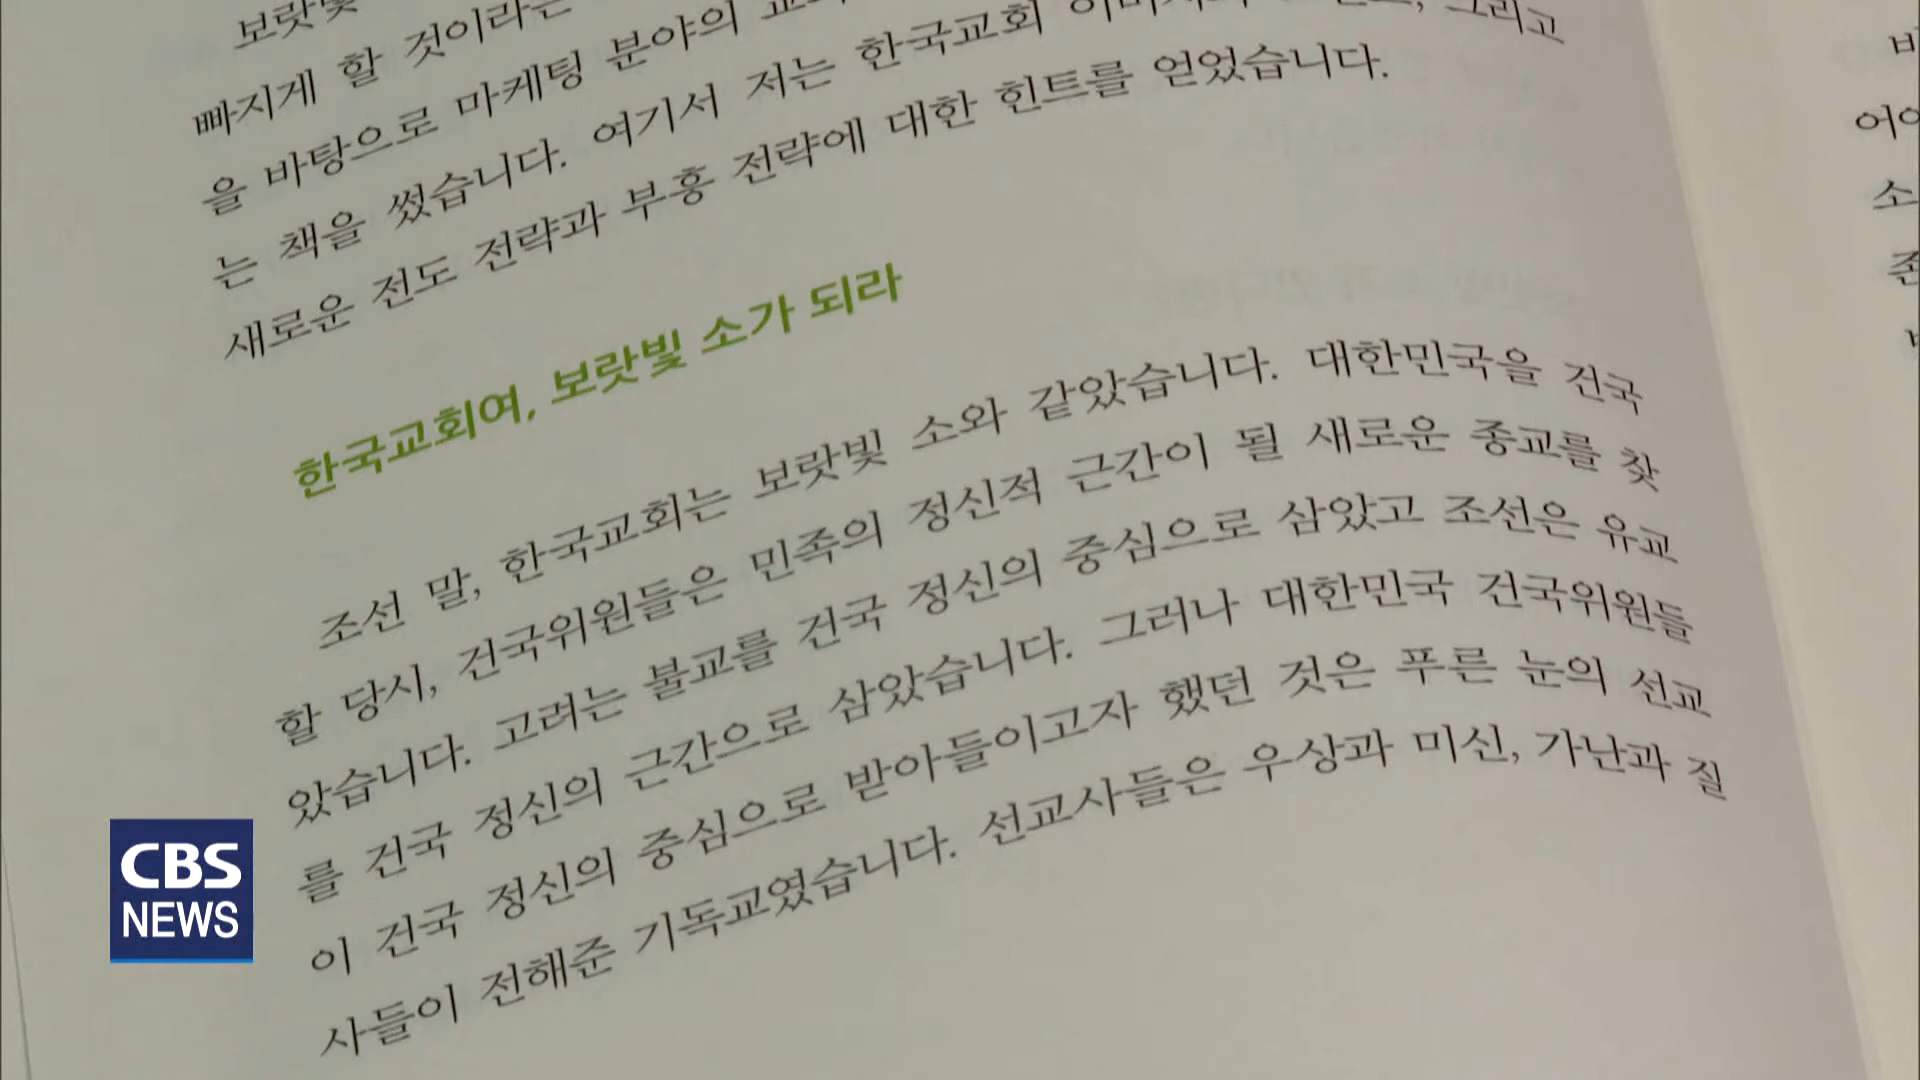 보랏빛
빠지게 할 것이라는
을 바탕으로 마케팅 분야의
는 책을 썼습니다. 여기서 저는 한국교회 그리고
새로운 전도 전략과 부흥 전략에 대한 힌트를 얻었습니다.
한국교회여, 보랏빛 소가 되라
조선 말, 한국교회는 보랏빛 소와 같았습니다. 대한민국을 건국
할 당시, 건국위원들은 민족의 정신적 근간이 될 새로운 종교를 찾
았습니다. 고려는 불교를 건국 정신의 중심으로 삼았고 조선은 유교
를 건국 정신의 근간으로 삼았습니다. 그러나 대한민국 건국위원들
이 건국 정신의 중심으로 받아들이고자 했던 것은 푸른 눈의 선교
사들이 전해준 기독교였습니다. 선교사들은 우상과 미신, 가난과 질
어
소
CBS
NEWS